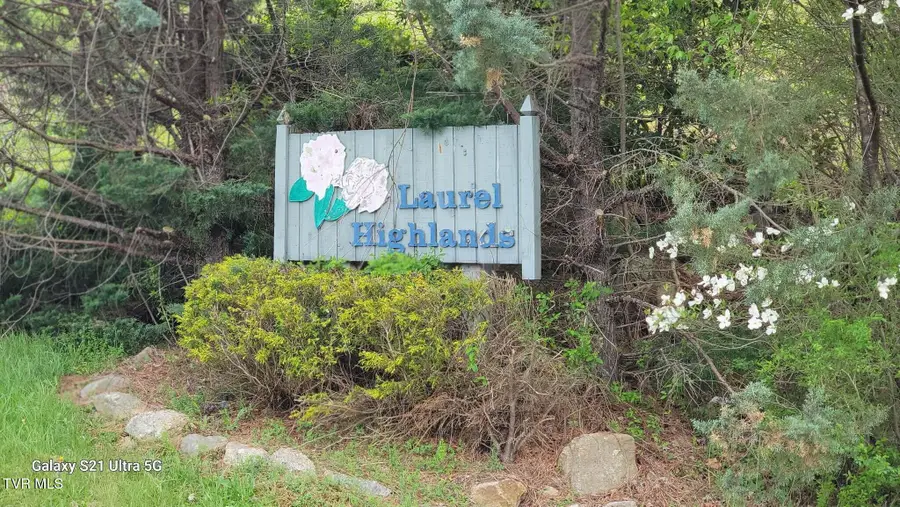 Laurel
Highlands
Galaxy S21 Ultra 5G
TVR MLS